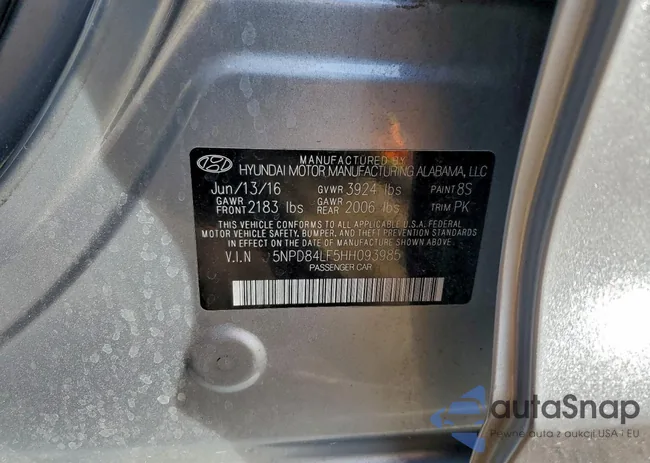 MANUFACTURED BY
HYUNDAI MOTOR MANUFACTURING ALABAMA, LLC
Jun/13/16 GVWR 3924 lbs PAINT 8S
GAWR FRONT 2183 lbs GAWR REAR 2006 lbs TRIM PK
THIS VEHICLE CONFORMS TO ALL APPLICABLE U.S.A. FEDERAL
MOTOR VEHICLE SAFETY, BUMPER, AND THEFT PREVENTION STANDARDS
IN EFFECT ON THE DATE OF MANUFACTURE SHOWN ABOVE.
V.I.N 5NPD84LF5HH093985
PASSENGER CAR
autaSnap
Pewne auta z aukcji USA i EU